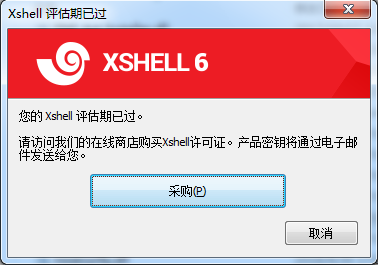 Xshell 评估期已过
XSHELL 6
您的 Xshell 评估期已过。
请访问我们的在线商店购买Xshell许可证。产品密钥将通过电子邮
件发送给您。
采购(P)
取消